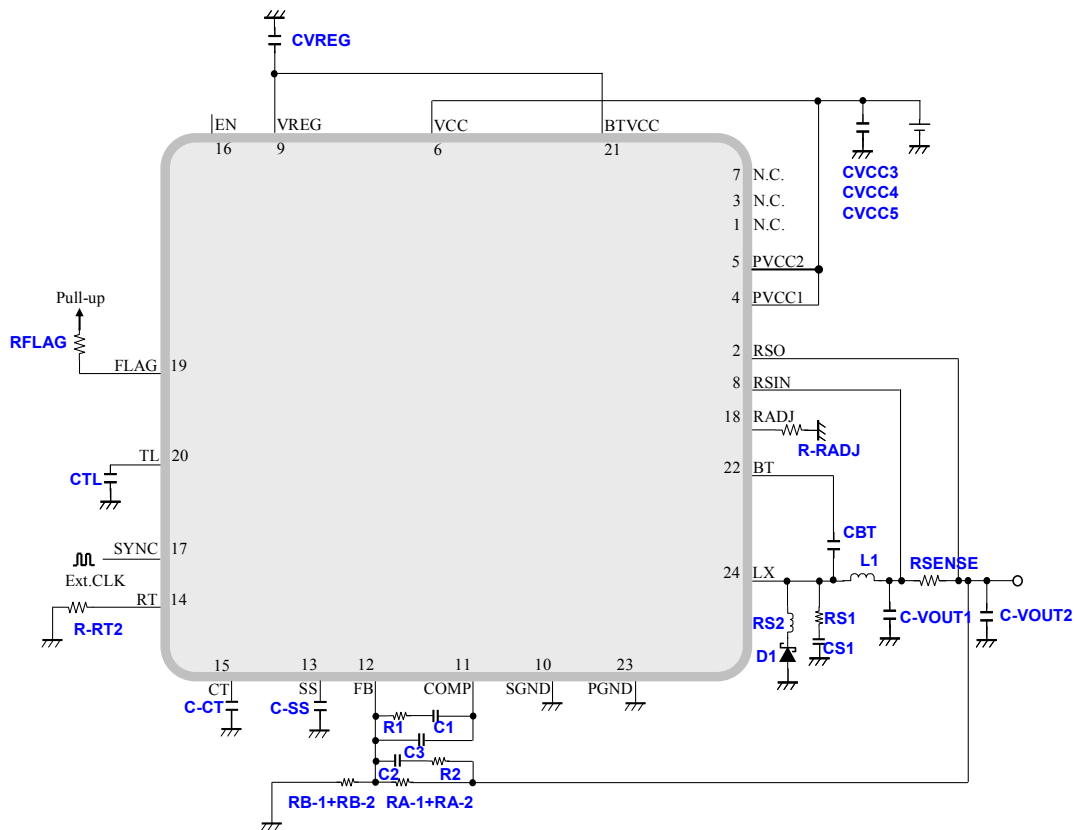 CVREG
EN VREG VCC BTVCC
16 9 6 21
CVCC3
CVCC4
CVCC5
7 N.C.
3 N.C.
1 N.C.
5 PVCC2
4 PVCC1
Pull-up
RFLAG
FLAG 19
2 RSO
8 RSIN
18 RADJ
R-RADJ
TL 20
CTL
22 BT
CBT
SYNC 17
Ext.CLK
RT 14
R-RT2
24 LX
L1
RSENSE
RS2
RS1
C-VOUT1
C-VOUT2
D1
CS1
15 13 12 11 10 23
CT SS FB COMP SGND PGND
C-CT
C-SS
R1
C1
C3
C2
R2
RB-1+RB-2
RA-1+RA-2